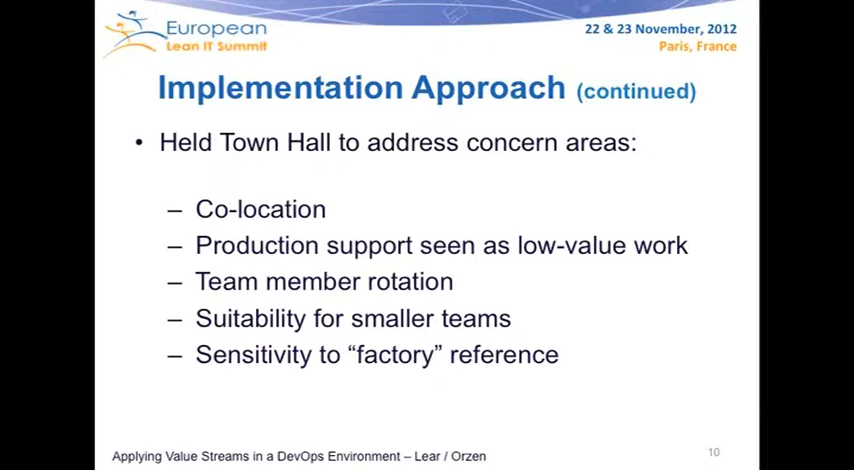 European
Lean IT Summit
22 & 23 November, 2012
Paris, France
Implementation Approach (continued)
• Held Town Hall to address concern areas:
– Co-location
– Production support seen as low-value work
– Team member rotation
– Suitability for smaller teams
– Sensitivity to “factory” reference
Applying Value Streams in a DevOps Environment – Lear / Orzen
10